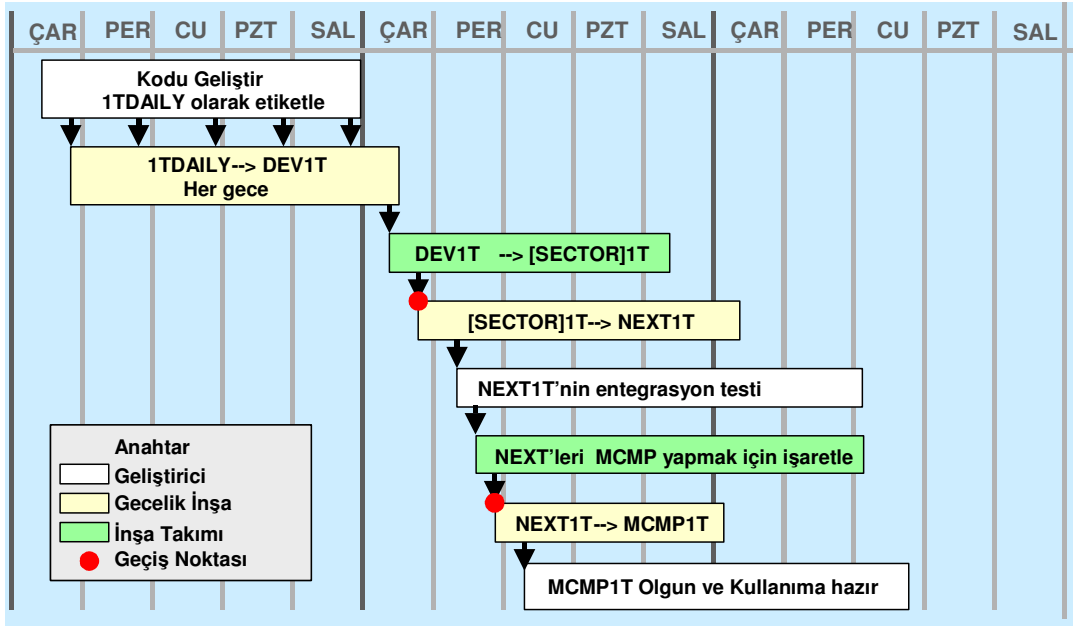 ÇAR PER CU PZT SAL ÇAR PER CU PZT SAL ÇAR PER CU PZT SAL
Kodu Geliştir
1TDAILY olarak etiketle
1TDAILY--> DEV1T
Her gece
DEV1T --> [SECTOR]1T
[SECTOR]1T--> NEXT1T
NEXT1T’nin entegrasyon testi
NEXT’leri MCMP yapmak için işaretle
NEXT1T--> MCMP1T
MCMP1T Olgun ve Kullanıma hazır
Anahtar
Geliştirici
Gecelik İnşa
İnşa Takımı
Geçiş Noktası